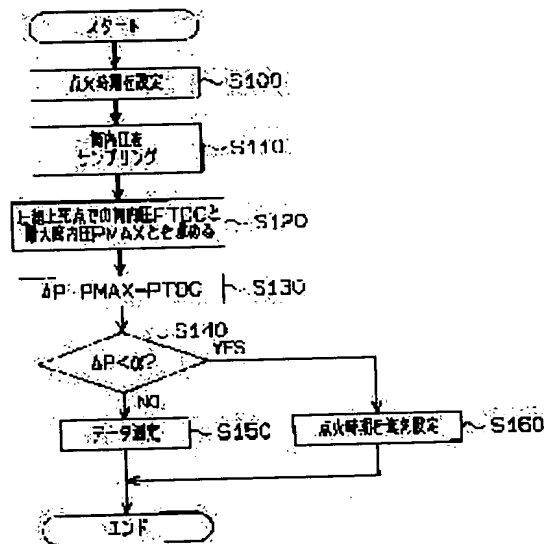 スタート
点火時期を設定
S100
筒内圧を
サンプリング
S110
上死点での筒内圧PTDCと
最大筒内圧PMAXとを求める
S120
ΔP PMAX-PTDC
S130
S140
ΔP<α?
YES
NO
データ測定
S150
点火時期を変気設定
S160
エンド